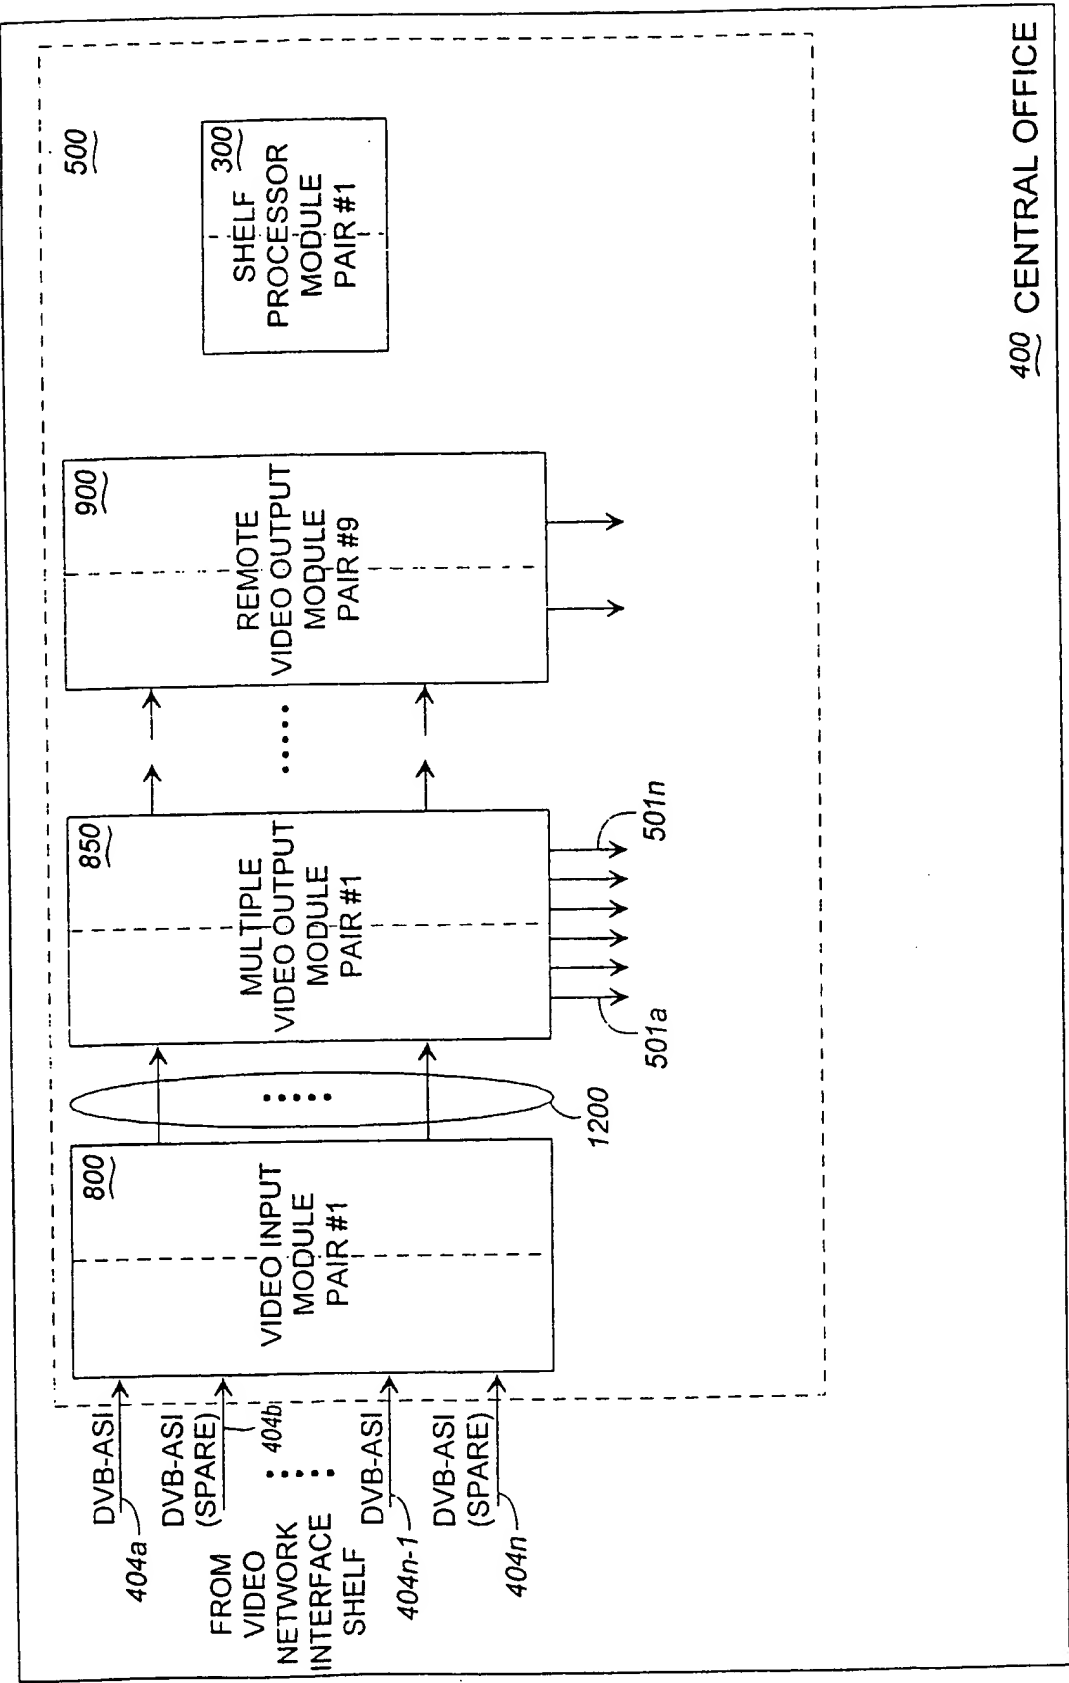 500
SHELF
PROCESSOR
MODULE
PAIR #1
300
REMOTE
VIDEO OUTPUT
MODULE
PAIR #9
900
MULTIPLE
VIDEO OUTPUT
MODULE
PAIR #1
850
501a
501n
1200
VIDEO INPUT
MODULE
PAIR #1
800
DVB-ASI
404a
DVB-ASI
(SPARE)
404b
FROM
VIDEO
NETWORK
INTERFACE
SHELF
DVB-ASI
404n-1
DVB-ASI
(SPARE)
404n
400 CENTRAL OFFICE